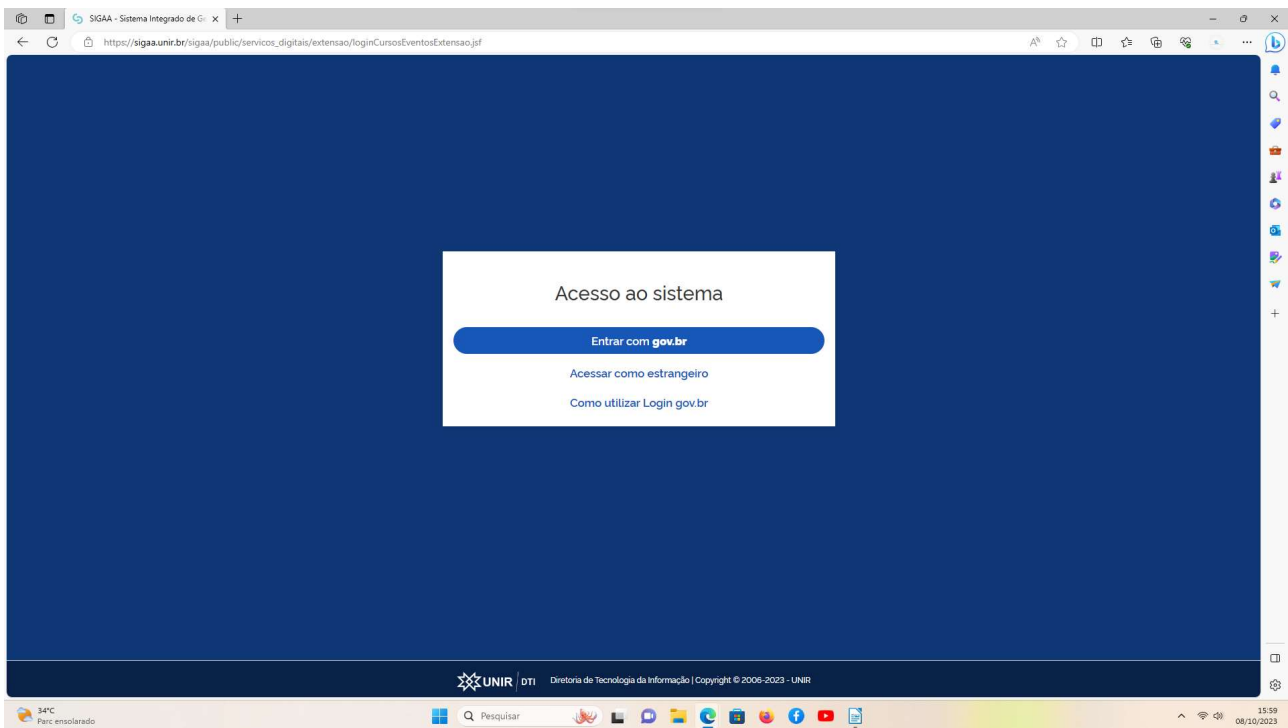 SIGAA - Sistema Integrado de Ge
https://sigaa.unir.br/sigaa/public/servicos_digitais/extensao/loginCursosEventosExtensao.jsf
Acesso ao sistema
Entrar com gov.br
Acessar como estrangeiro
Como utilizar Login gov.br
UNIR DTI Diretoria de Tecnologia da Informação | Copyright © 2006-2023 - UNIR
34°C
Parc ensolarado
Pesquisar
15:59
08/10/2023